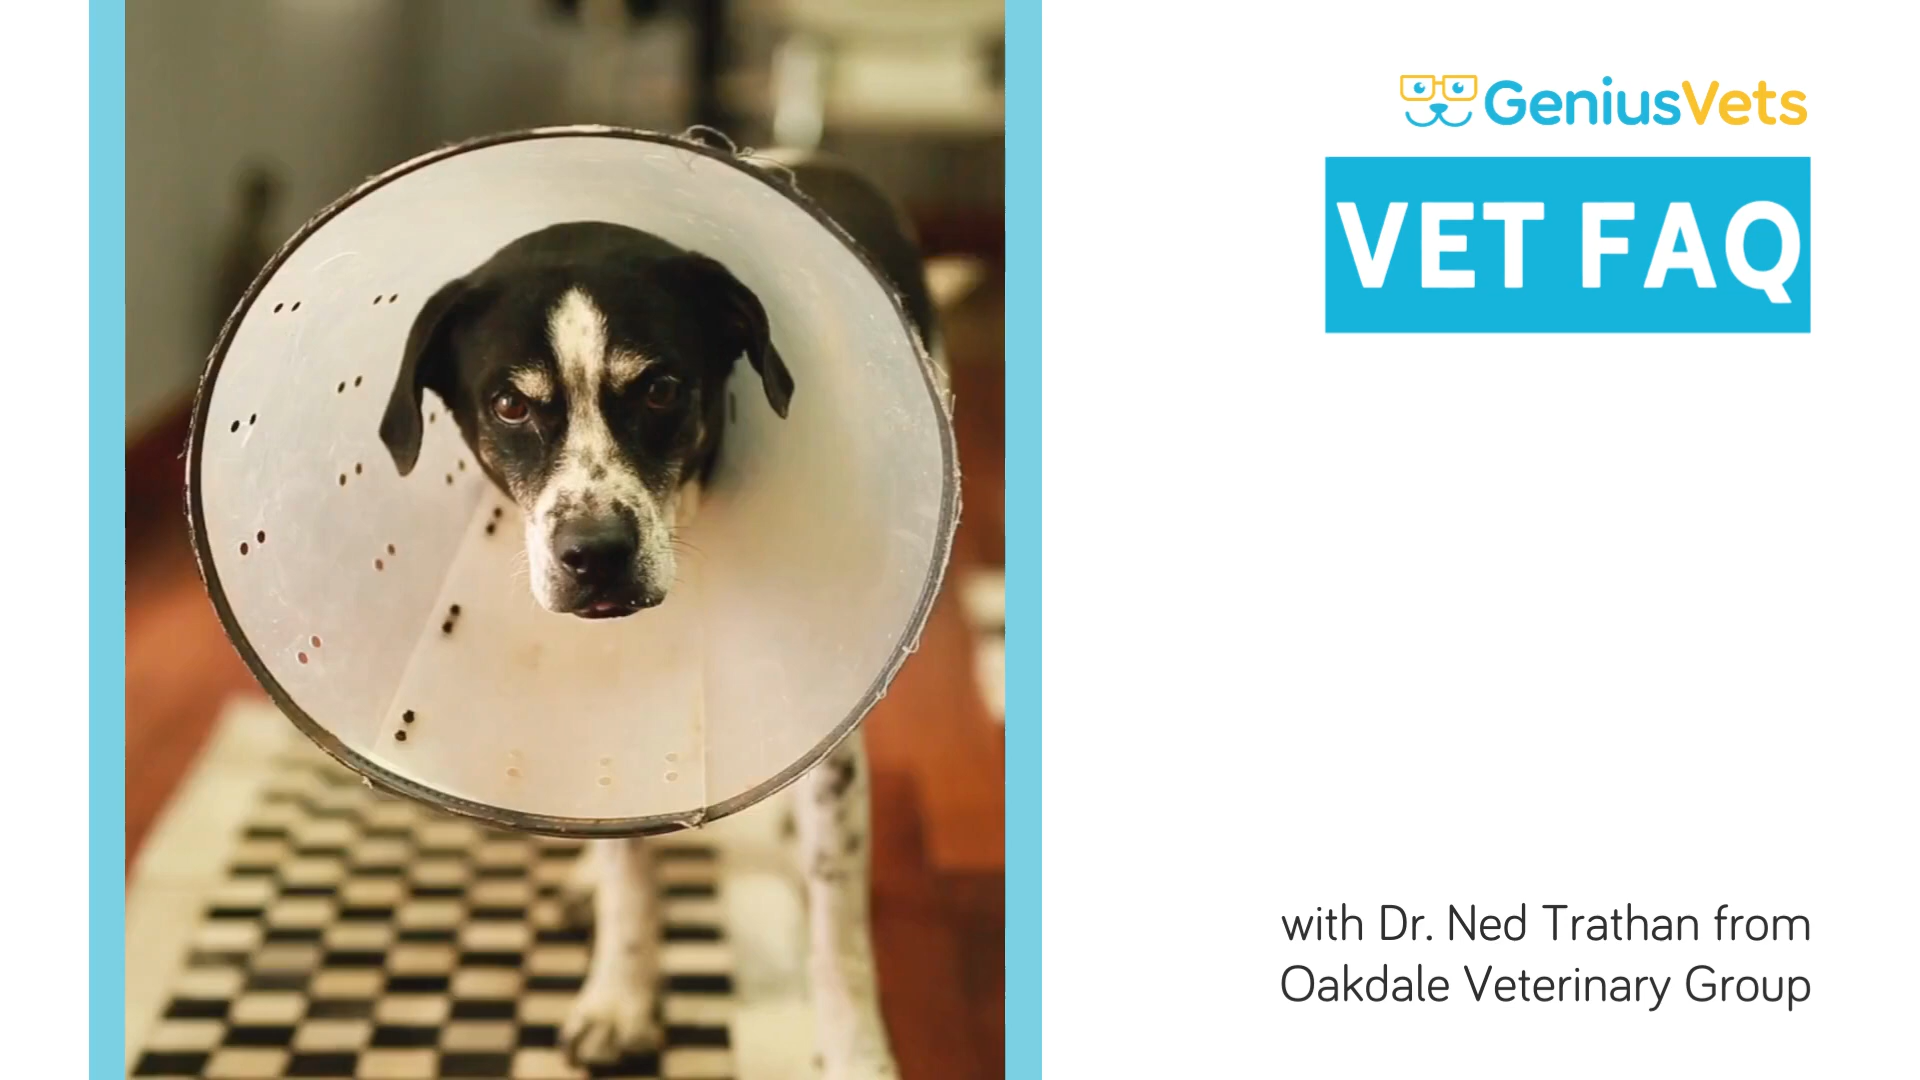 GeniusVets
VET FAQ
with Dr. Ned Trathan from
Oakdale Veterinary Group